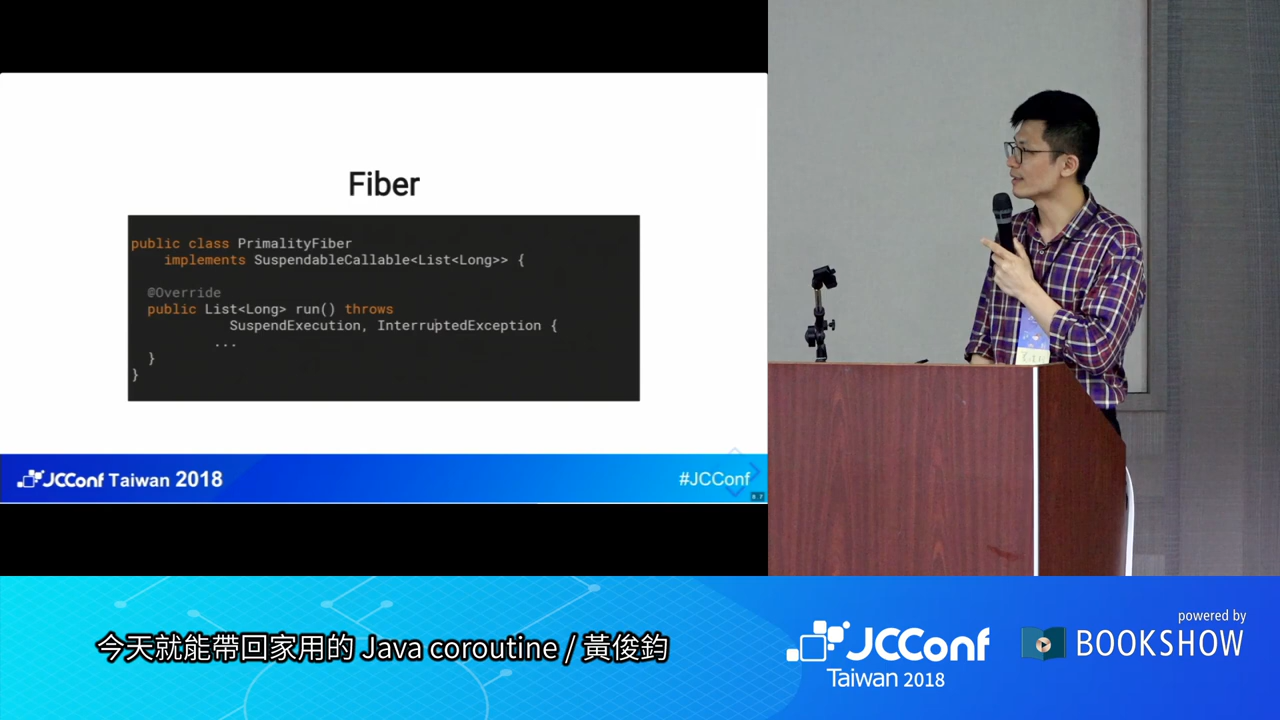 Fiber
public class PrimalityFiber
implements SuspendableCallable<List<Long>> {
@Override
public List<Long> run() throws
SuspendExecution, InterruptedException {
...
}
}
JCConf Taiwan 2018
#JCConf
今天就能帶回家用的 Java coroutine / 黃俊鈞
JCConf
Taiwan 2018
powered by
BOOKSHOW